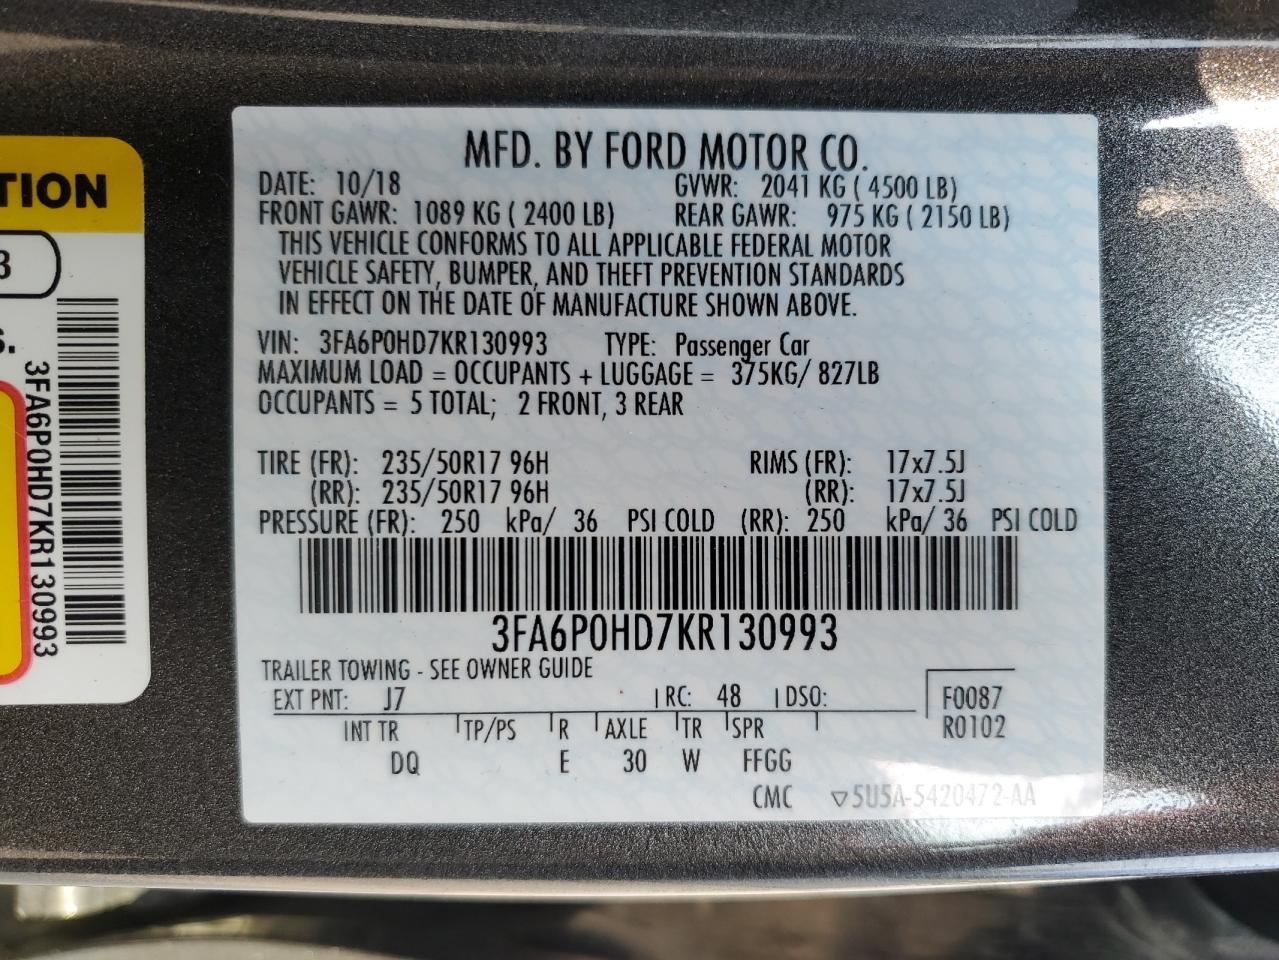 TION
3
S.
3FA6P0HD7KR130993
MFD. BY FORD MOTOR CO.
DATE: 10/18 GVWR: 2041 KG ( 4500 LB)
FRONT GAWR: 1089 KG ( 2400 LB) REAR GAWR: 975 KG ( 2150 LB)
THIS VEHICLE CONFORMS TO ALL APPLICABLE FEDERAL MOTOR
VEHICLE SAFETY, BUMPER, AND THEFT PREVENTION STANDARDS
IN EFFECT ON THE DATE OF MANUFACTURE SHOWN ABOVE.
VIN: 3FA6P0HD7KR130993 TYPE: Passenger Car
MAXIMUM LOAD = OCCUPANTS + LUGGAGE = 375KG/ 827LB
OCCUPANTS = 5 TOTAL; 2 FRONT, 3 REAR
TIRE (FR): 235/50R17 96H RIMS (FR): 17x7.5J
(RR): 235/50R17 96H (RR): 17x7.5J
PRESSURE (FR): 250 kPa/ 36 PSI COLD (RR): 250 kPa/ 36 PSI COLD
3FA6P0HD7KR130993
TRAILER TOWING - SEE OWNER GUIDE
EXT PNT: J7 RC: 48 DSO: F0087
INT TR TP/PS R AXLE TR SPR R0102
DQ E 30 W FFGG
CMC ▽5U5A-5420472-AA